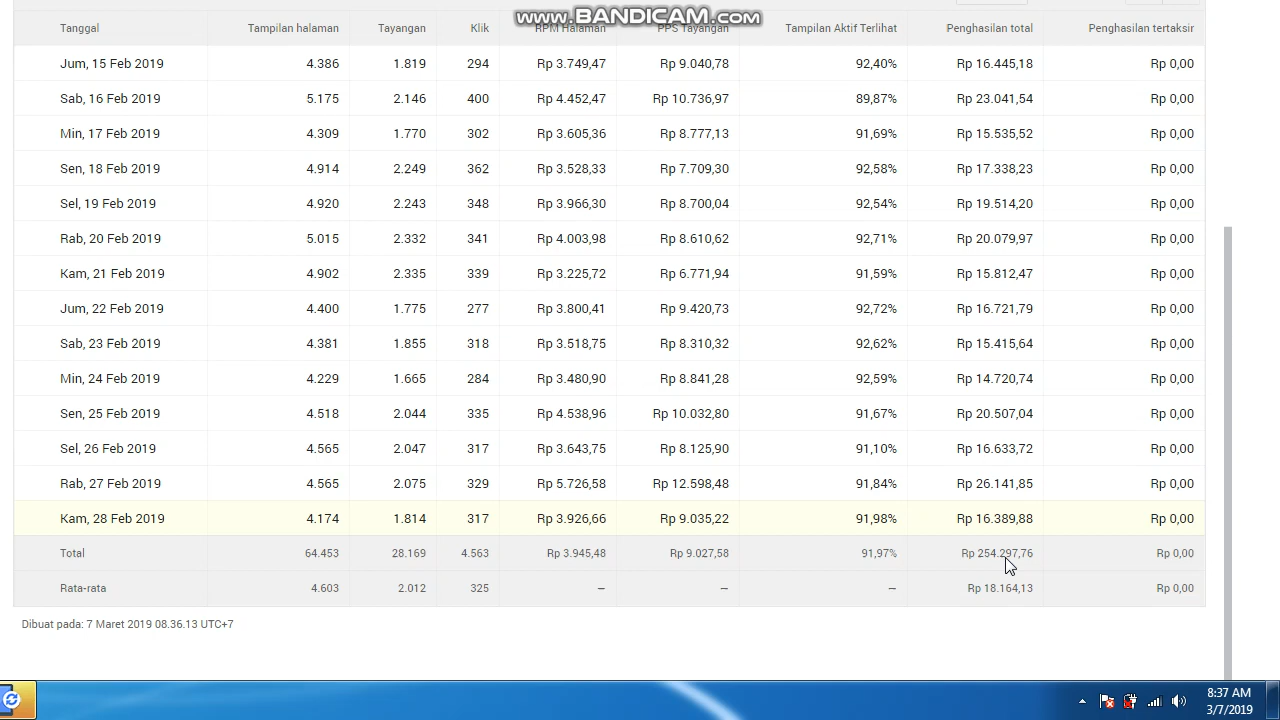 www.BANDICAM.com
Tanggal Tampilan halaman Tayangan Klik RPM Halaman PPS Tayangan Tampilan Aktif Terlihat Penghasilan total Penghasilan tertaksir
Jum, 15 Feb 2019 4.386 1.819 294 Rp 3.749,47 Rp 9.040,78 92,40% Rp 16.445,18 Rp 0,00
Sab, 16 Feb 2019 5.175 2.146 400 Rp 4.452,47 Rp 10.736,97 89,87% Rp 23.041,54 Rp 0,00
Min, 17 Feb 2019 4.309 1.770 302 Rp 3.605,36 Rp 8.777,13 91,69% Rp 15.535,52 Rp 0,00
Sen, 18 Feb 2019 4.914 2.249 362 Rp 3.528,33 Rp 7.709,30 92,58% Rp 17.338,23 Rp 0,00
Sel, 19 Feb 2019 4.920 2.243 348 Rp 3.966,30 Rp 8.700,04 92,54% Rp 19.514,20 Rp 0,00
Rab, 20 Feb 2019 5.015 2.332 341 Rp 4.003,98 Rp 8.610,62 92,71% Rp 20.079,97 Rp 0,00
Kam, 21 Feb 2019 4.902 2.335 339 Rp 3.225,72 Rp 6.771,94 91,59% Rp 15.812,47 Rp 0,00
Jum, 22 Feb 2019 4.400 1.775 277 Rp 3.800,41 Rp 9.420,73 92,72% Rp 16.721,79 Rp 0,00
Sab, 23 Feb 2019 4.381 1.855 318 Rp 3.518,75 Rp 8.310,32 92,62% Rp 15.415,64 Rp 0,00
Min, 24 Feb 2019 4.229 1.665 284 Rp 3.480,90 Rp 8.841,28 92,59% Rp 14.720,74 Rp 0,00
Sen, 25 Feb 2019 4.518 2.044 335 Rp 4.538,96 Rp 10.032,80 91,67% Rp 20.507,04 Rp 0,00
Sel, 26 Feb 2019 4.565 2.047 317 Rp 3.643,75 Rp 8.125,90 91,10% Rp 16.633,72 Rp 0,00
Rab, 27 Feb 2019 4.565 2.075 329 Rp 5.726,58 Rp 12.598,48 91,84% Rp 26.141,85 Rp 0,00
Kam, 28 Feb 2019 4.174 1.814 317 Rp 3.926,66 Rp 9.035,22 91,98% Rp 16.389,88 Rp 0,00
Total 64.453 28.169 4.563 Rp 3.945,48 Rp 9.027,58 91,97% Rp 254.297,76 Rp 0,00
Rata-rata 4.603 2.012 325 – – – Rp 18.164,13 Rp 0,00
Dibuat pada: 7 Maret 2019 08.36.13 UTC+7
8:37 AM
3/7/2019